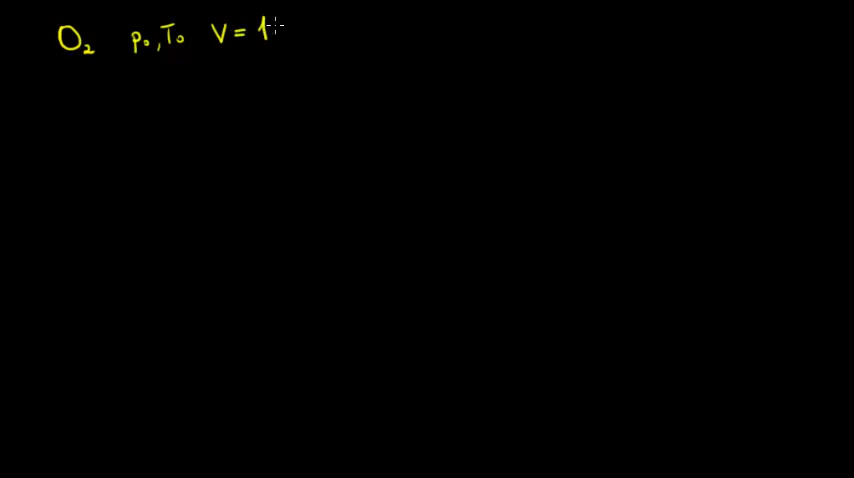 O₂ p₀, T₀ V = 1